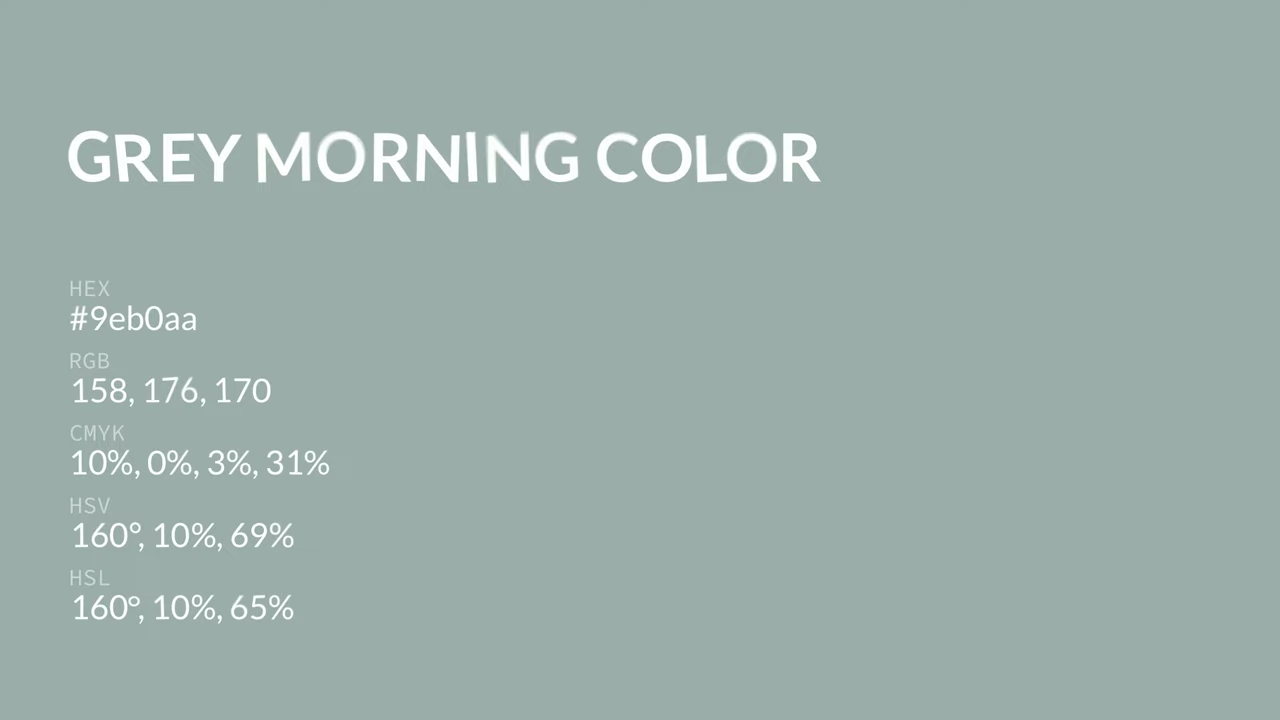 GREY MORNING COLOR
HEX
#9eb0aa
RGB
158, 176, 170
CMYK
10%, 0%, 3%, 31%
HSV
160°, 10%, 69%
HSL
160°, 10%, 65%